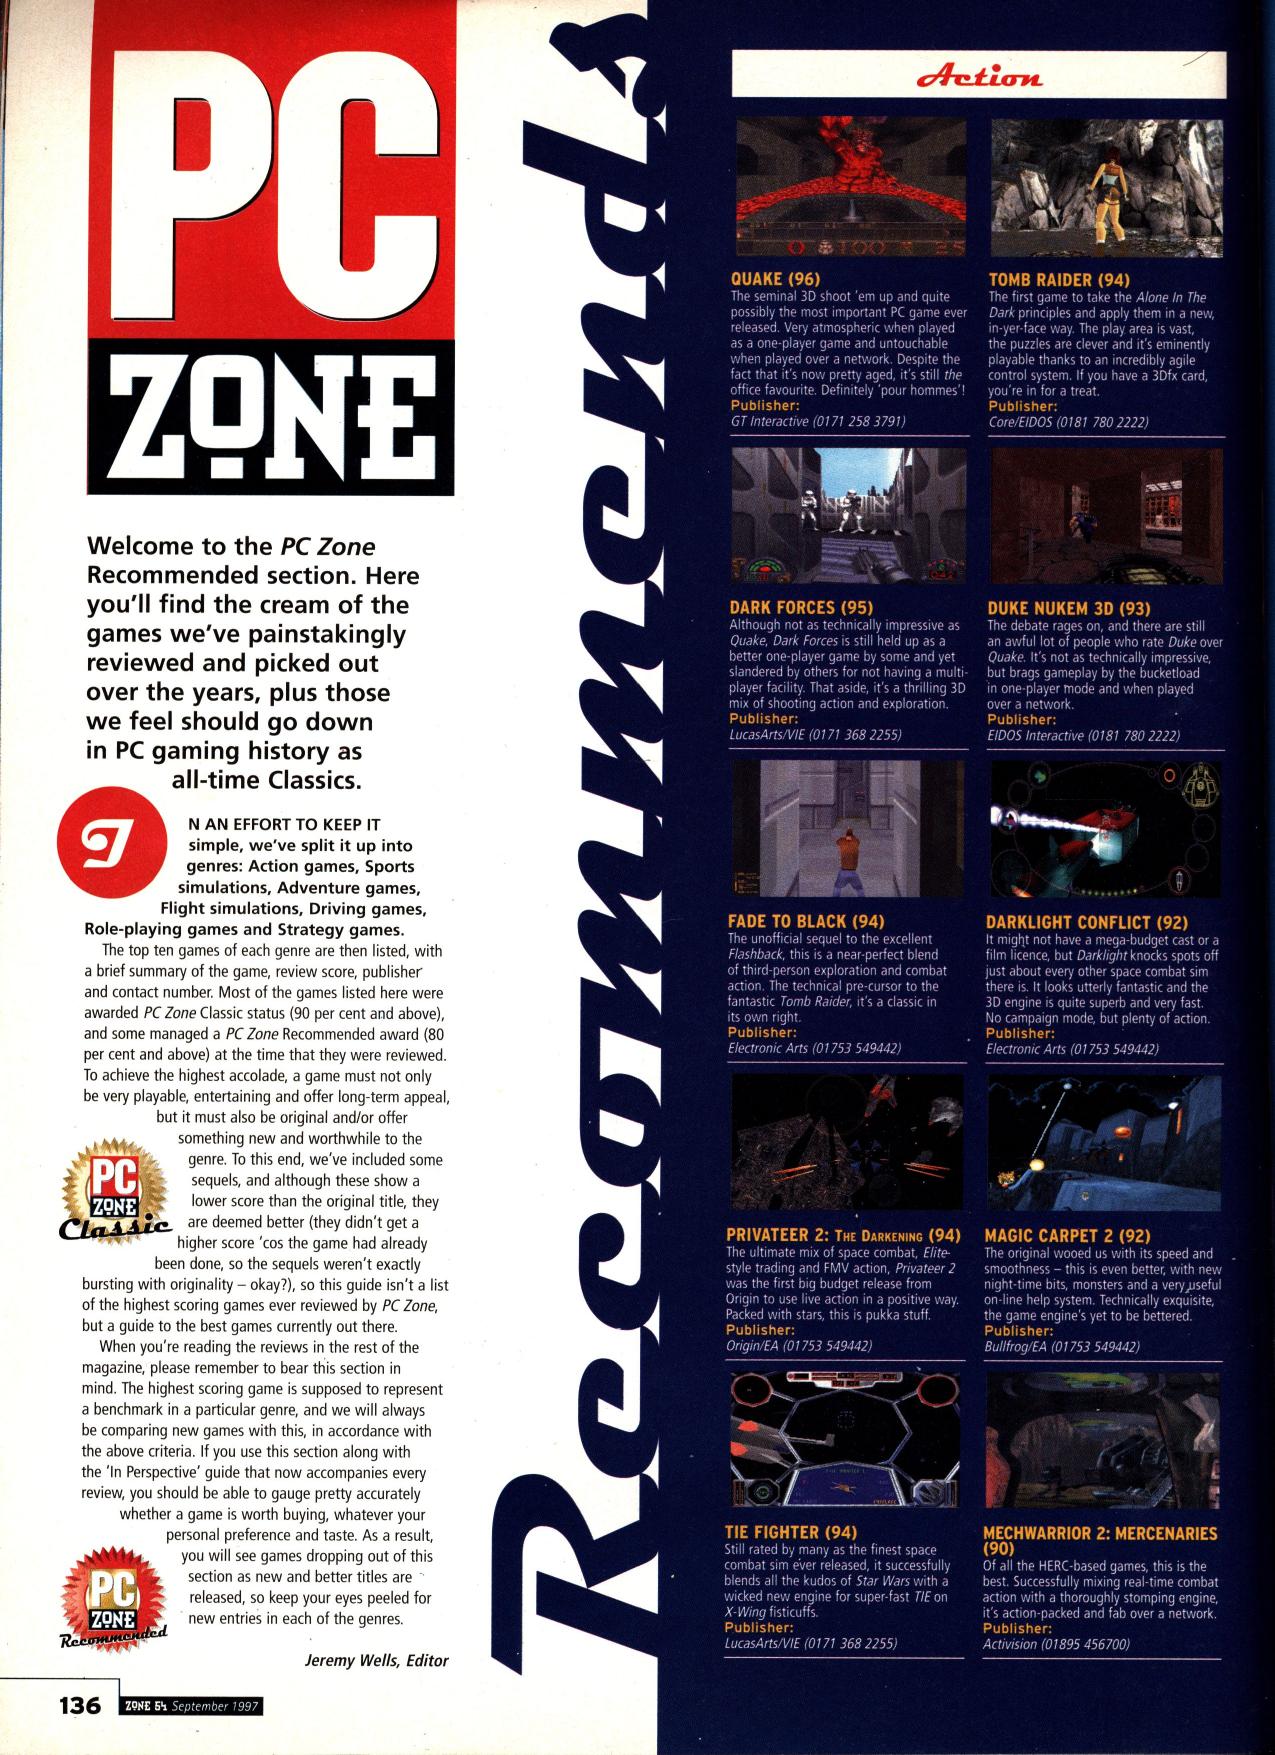 PC
ZONE
Recommends
Welcome to the PC Zone
Recommended section. Here
you'll find the cream of the
games we've painstakingly
reviewed and picked out
over the years, plus those
we feel should go down
in PC gaming history as
all-time Classics.
IN AN EFFORT TO KEEP IT
simple, we've split it up into
genres: Action games, Sports
simulations, Adventure games,
Flight simulations, Driving games,
Role-playing games and Strategy games.
The top ten games of each genre are then listed, with
a brief summary of the game, review score, publisher
and contact number. Most of the games listed here were
awarded PC Zone Classic status (90 per cent and above),
and some managed a PC Zone Recommended award (80
per cent and above) at the time that they were reviewed.
To achieve the highest accolade, a game must not only
be very playable, entertaining and offer long-term appeal,
but it must also be original and/or offer
something new and worthwhile to the
genre. To this end, we've included some
sequels, and although these show a
lower score than the original title, they
are deemed better (they didn't get a
higher score 'cos the game had already
been done, so the sequels weren't exactly
bursting with originality – okay?), so this guide isn't a list
of the highest scoring games ever reviewed by PC Zone,
but a guide to the best games currently out there.
When you're reading the reviews in the rest of the
magazine, please remember to bear this section in
mind. The highest scoring game is supposed to represent
a benchmark in a particular genre, and we will always
be comparing new games with this, in accordance with
the above criteria. If you use this section along with
the 'In Perspective' guide that now accompanies every
review, you should be able to gauge pretty accurately
whether a game is worth buying, whatever your
personal preference and taste. As a result,
you will see games dropping out of this
section as new and better titles are
released, so keep your eyes peeled for
new entries in each of the genres.
Jeremy Wells, Editor
PC
ZONE
Classic
PC
ZONE
Recommended
136 ZONE 54 September 1997
Action
0 100 25
QUAKE (96)
The seminal 3D shoot 'em up and quite
possibly the most important PC game ever
released. Very atmospheric when played
as a one-player game and untouchable
when played over a network. Despite the
fact that it's now pretty aged, it's still the
office favourite. Definitely 'pour hommes'!
Publisher:
GT Interactive (0171 258 3791)
TOMB RAIDER (94)
The first game to take the Alone In The
Dark principles and apply them in a new,
in-yer-face way. The play area is vast,
the puzzles are clever and it's eminently
playable thanks to an incredibly agile
control system. If you have a 3Dfx card,
you're in for a treat.
Publisher:
Core/EIDOS (0181 780 2222)
DARK FORCES (95)
Although not as technically impressive as
Quake, Dark Forces is still held up as a
better one-player game by some and yet
slandered by others for not having a multi-
player facility. That aside, it's a thrilling 3D
mix of shooting action and exploration.
Publisher:
LucasArts/VIE (0171 368 2255)
DUKE NUKEM 3D (93)
The debate rages on, and there are still
an awful lot of people who rate Duke over
Quake. It's not as technically impressive,
but brags gameplay by the bucketload
in one-player mode and when played
over a network.
Publisher:
EIDOS Interactive (0181 780 2222)
FADE TO BLACK (94)
The unofficial sequel to the excellent
Flashback, this is a near-perfect blend
of third-person exploration and combat
action. The technical pre-cursor to the
fantastic Tomb Raider, it's a classic in
its own right.
Publisher:
Electronic Arts (01753 549442)
DARKLIGHT CONFLICT (92)
It might not have a mega-budget cast or a
film licence, but Darklight knocks spots off
just about every other space combat sim
there is. It looks utterly fantastic and the
3D engine is quite superb and very fast.
No campaign mode, but plenty of action.
Publisher:
Electronic Arts (01753 549442)
PRIVATEER 2: THE DARKENING (94)
The ultimate mix of space combat, Elite-
style trading and FMV action, Privateer 2
was the first big budget release from
Origin to use live action in a positive way.
Packed with stars, this is pukka stuff.
Publisher:
Origin/EA (01753 549442)
MAGIC CARPET 2 (92)
The original wooed us with its speed and
smoothness – this is even better, with new
night-time bits, monsters and a very useful
on-line help system. Technically exquisite,
the game engine's yet to be bettered.
Publisher:
Bullfrog/EA (01753 549442)
TIE FIGHTER (94)
Still rated by many as the finest space
combat sim ever released, it successfully
blends all the kudos of Star Wars with a
wicked new engine for super-fast TIE on
X-Wing fisticuffs.
Publisher:
LucasArts/VIE (0171 368 2255)
MECHWARRIOR 2: MERCENARIES
(90)
Of all the HERC-based games, this is the
best. Successfully mixing real-time combat
action with a thoroughly stomping engine,
it's action-packed and fab over a network.
Publisher:
Activision (01895 456700)